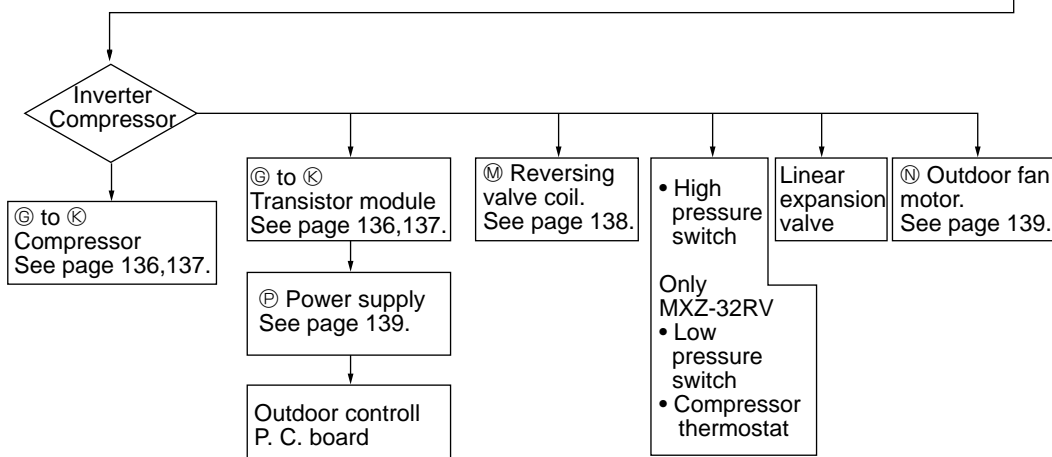 Inverter
Compressor
Ⓖ to Ⓚ
Compressor
See page 136,137.
Ⓖ to Ⓚ
Transistor module
See page 136,137.
Ⓟ Power supply
See page 139.
Outdoor controll
P. C. board
Ⓜ Reversing
valve coil.
See page 138.
• High
pressure
switch
Only
MXZ-32RV
• Low
pressure
switch
• Compressor
thermostat
Linear
expansion
valve
Ⓝ Outdoor fan
motor.
See page 139.